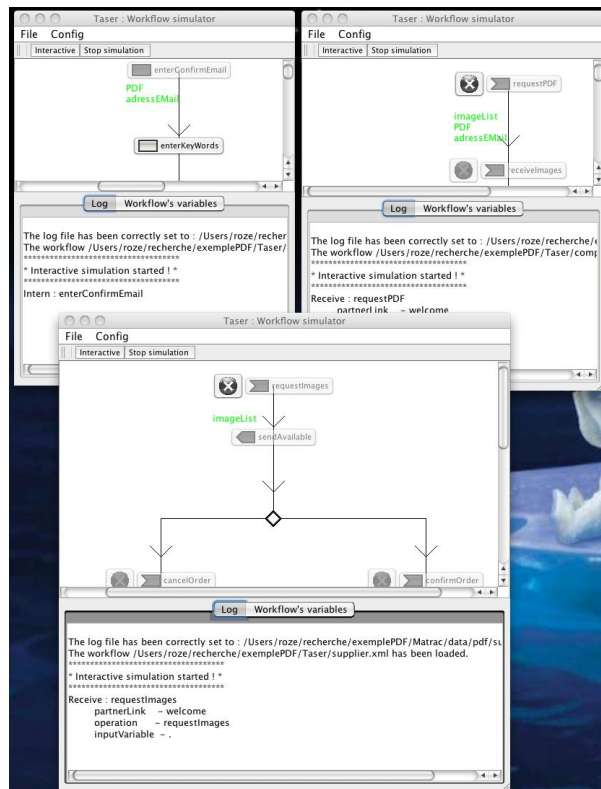 Taser : Workflow simulator
File Config
Interactive Stop simulation
enterConfirmEmail
PDF
adressEMail
enterKeyWords
Log Workflow's variables
The log file has been correctly set to : /Users/roze/recher
The workflow /Users/roze/recherche/exemplePDF/Taser/
***********************************
* Interactive simulation started ! *
***********************************
Intern : enterConfirmEmail
Taser : Workflow simulator
File Config
Interactive Stop simulation
requestPDF
imageList
PDF
adressEMail
receiveImages
Log Workflow's variables
The log file has been correctly set to : /Users/roze/recherche/e
The workflow /Users/roze/recherche/exemplePDF/Taser/comp
***********************************
* Interactive simulation started ! *
***********************************
Receive : requestPDF
partnerLink - welcome
Taser : Workflow simulator
File Config
Interactive Stop simulation
requestImages
imageList
sendAvailable
cancelOrder
confirmOrder
Log Workflow's variables
The log file has been correctly set to : /Users/roze/recherche/exemplePDF/Matrac/data/pdf/su
The workflow /Users/roze/recherche/exemplePDF/Taser/supplier.xml has been loaded.
***********************************
* Interactive simulation started ! *
***********************************
Receive : requestImages
partnerLink - welcome
operation - requestImages
inputVariable - .